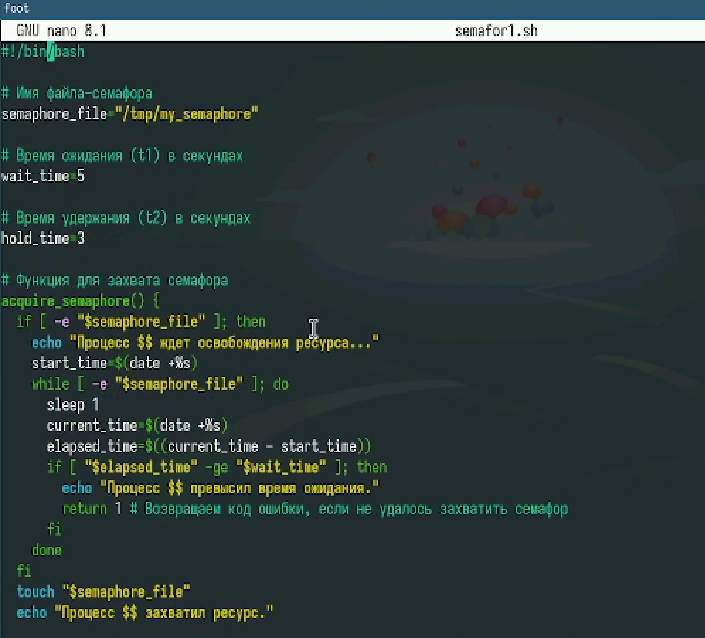 foot
GNU nano 8.1 semafor1.sh
#!/bin/bash
# Имя файла-семафора
semaphore_file="/tmp/my_semaphore"
# Время ожидания (t1) в секундах
wait_time=5
# Время удержания (t2) в секундах
hold_time=3
# Функция для захвата семафора
acquire_semaphore() {
  if [ -e "$semaphore_file" ]; then
    echo "Процесс $$ ждет освобождения ресурса..."
    start_time=$(date +%s)
    while [ -e "$semaphore_file" ]; do
      sleep 1
      current_time=$(date +%s)
      elapsed_time=$((current_time - start_time))
      if [ "$elapsed_time" -ge "$wait_time" ]; then
        echo "Процесс $$ превысил время ожидания."
        return 1 # Возвращаем код ошибки, если не удалось захватить семафор
      fi
    done
  fi
  touch "$semaphore_file"
  echo "Процесс $$ захватил ресурс."